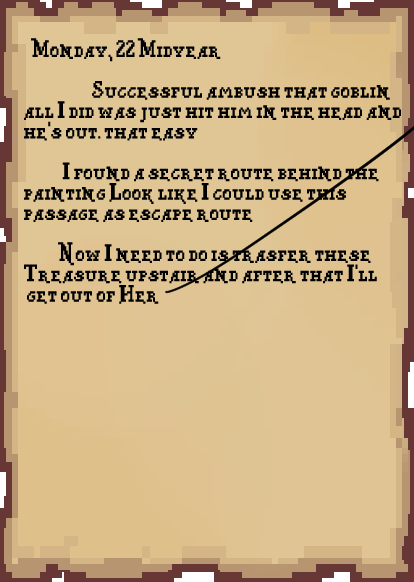 Monday, 22 Midyear
Successful ambush that goblin
all I did was just hit him in the head and
he's out. that easy
I found a secret route behind the
painting Look like I could use this
passage as escape route
Now I need to do is trasfer these
Treasure upstair and after that I'll
get out of Her